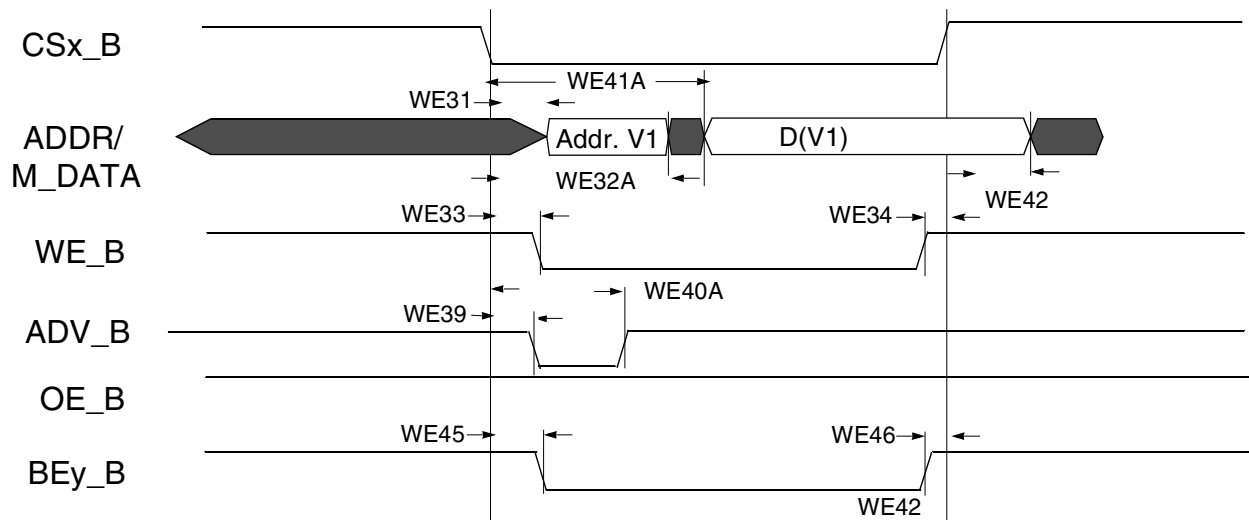 CSx_B
WE41A
WE31
ADDR/
M_DATA
Addr. V1
D(V1)
WE32A
WE42
WE33
WE34
WE_B
WE40A
WE39
ADV_B
OE_B
WE45
WE46
BEy_B
WE42